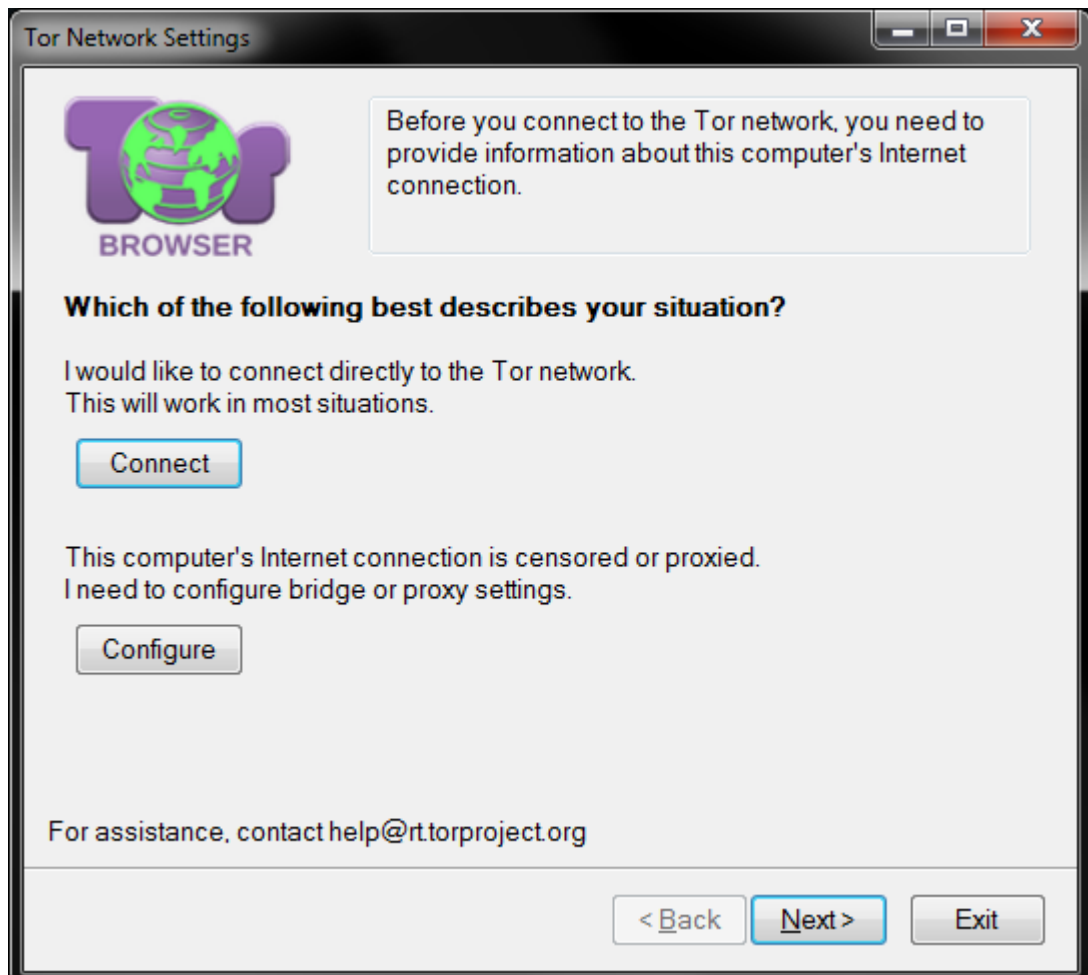 Tor Network Settings
Tor
BROWSER
Before you connect to the Tor network, you need to
provide information about this computer's Internet
connection.
Which of the following best describes your situation?
I would like to connect directly to the Tor network.
This will work in most situations.
Connect
This computer's Internet connection is censored or proxied.
I need to configure bridge or proxy settings.
Configure
For assistance, contact help@rt.torproject.org
< Back Next > Exit